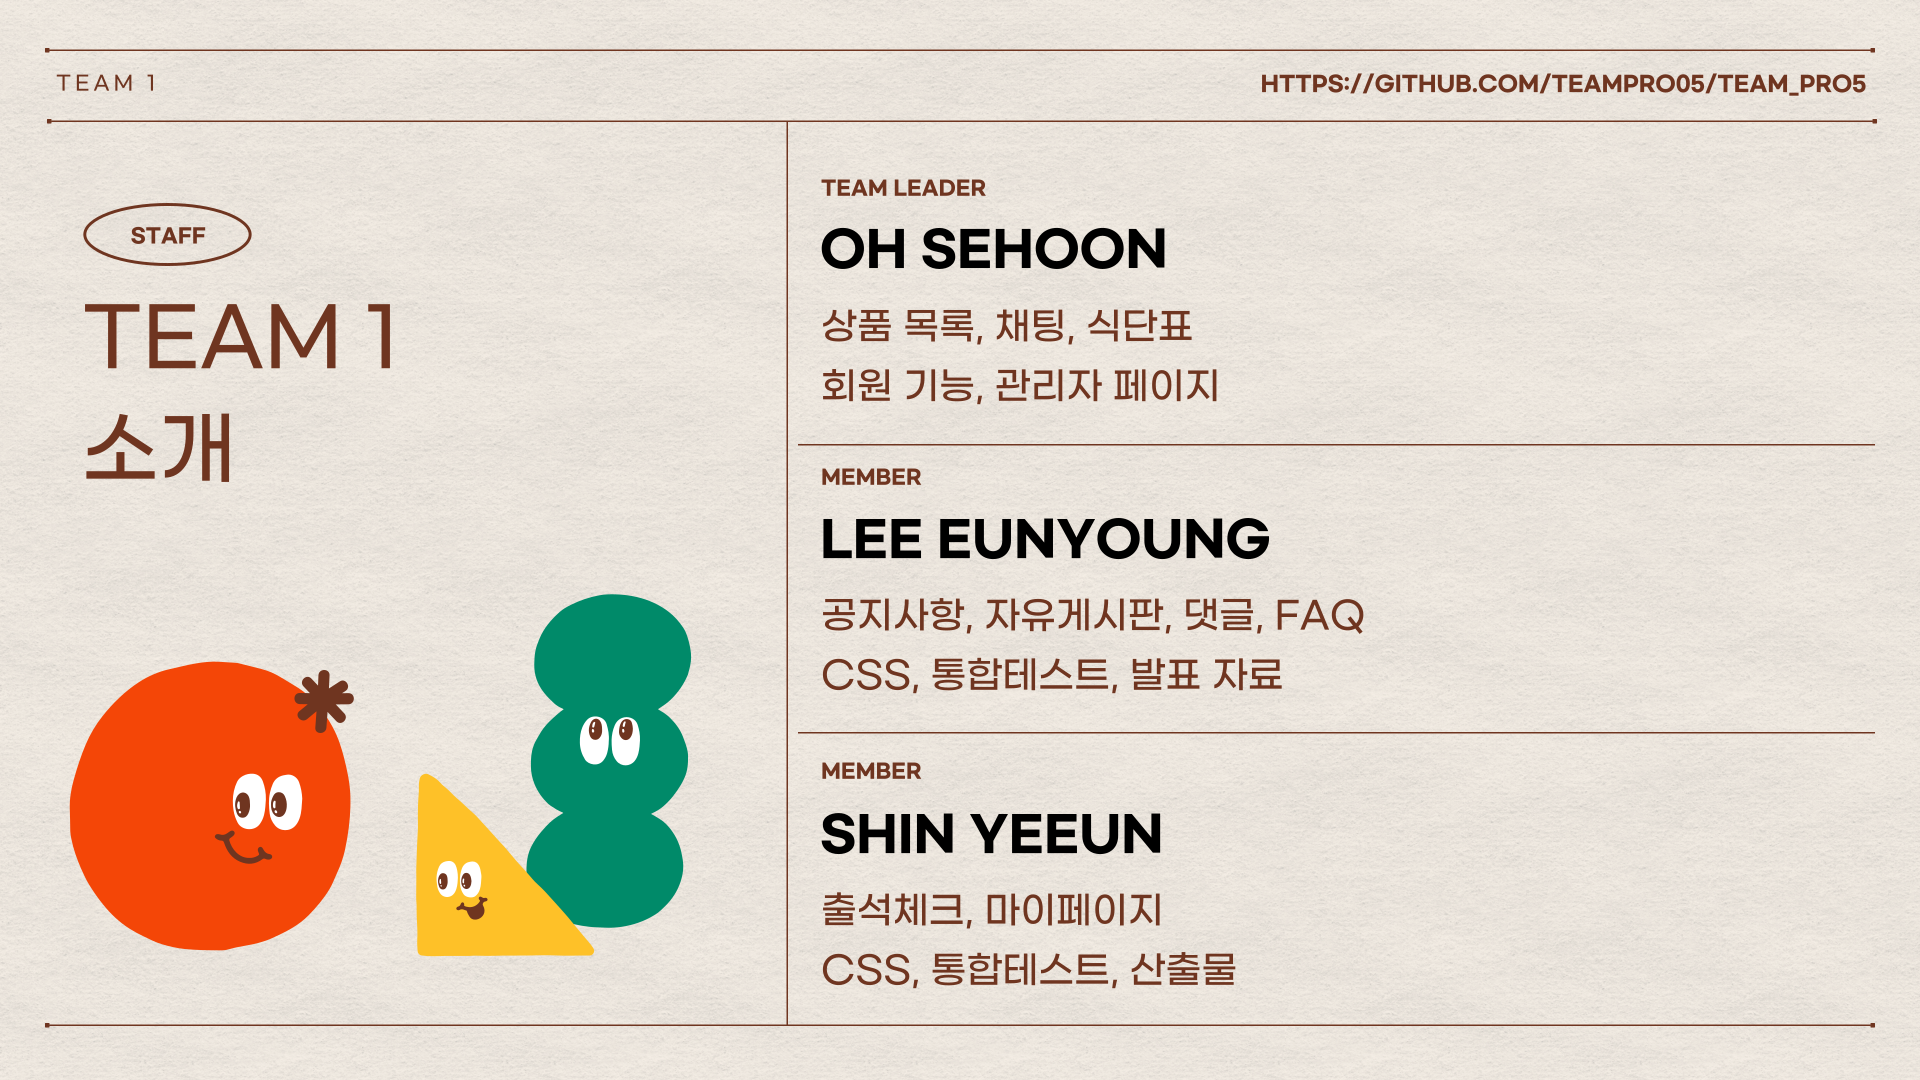 TEAM 1
HTTPS://GITHUB.COM/TEAMPRO05/TEAM_PRO5
STAFF
TEAM 1
소개
TEAM LEADER
OH SEHOON
상품 목록, 채팅, 식단표
회원 기능, 관리자 페이지
MEMBER
LEE EUNYOUNG
공지사항, 자유게시판, 댓글, FAQ
CSS, 통합테스트, 발표 자료
MEMBER
SHIN YEEUN
출석체크, 마이페이지
CSS, 통합테스트, 산출물